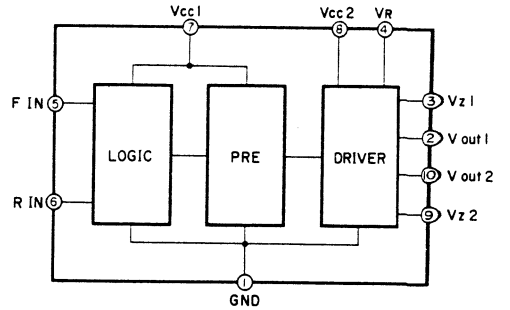 Vcc1 Vcc2 VR
7 8 4
F IN 5 3 Vz1
2 Vout1
LOGIC PRE DRIVER
10 Vout2
R IN 6 9 Vz2
1
GND